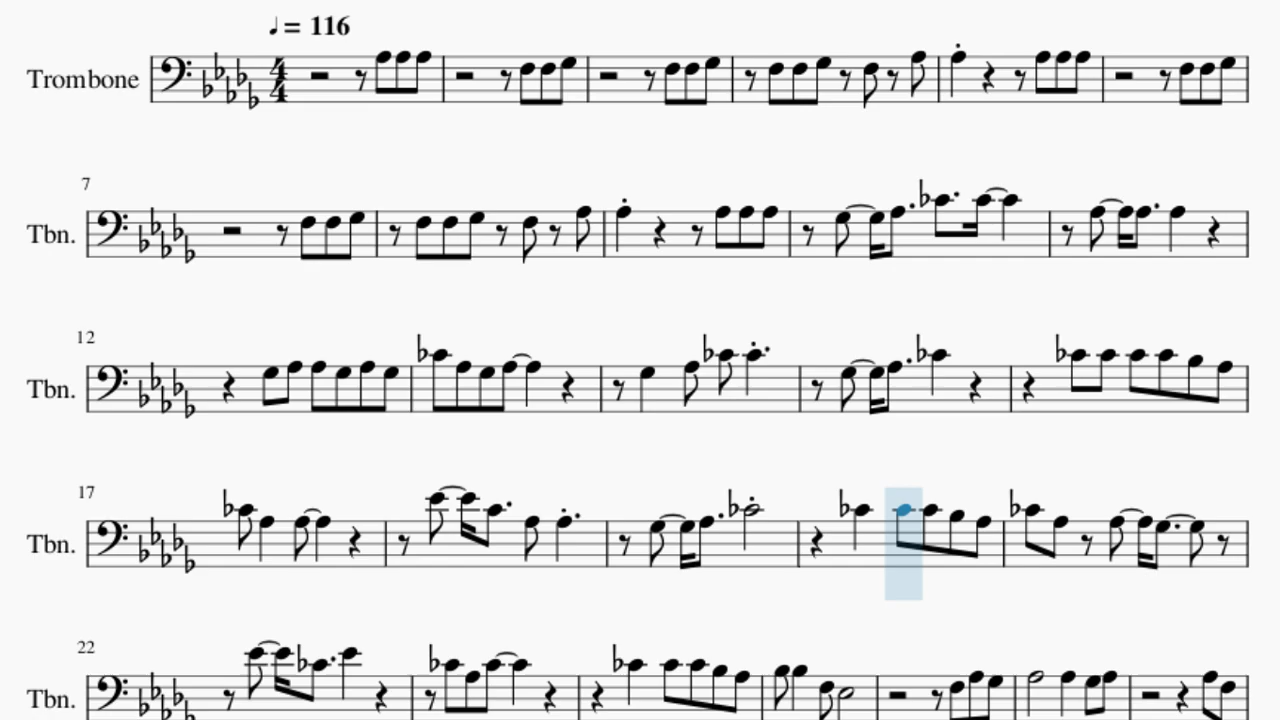 ♩ = 116
Trombone
4
4
7
Tbn.
12
Tbn.
17
Tbn.
22
Tbn.